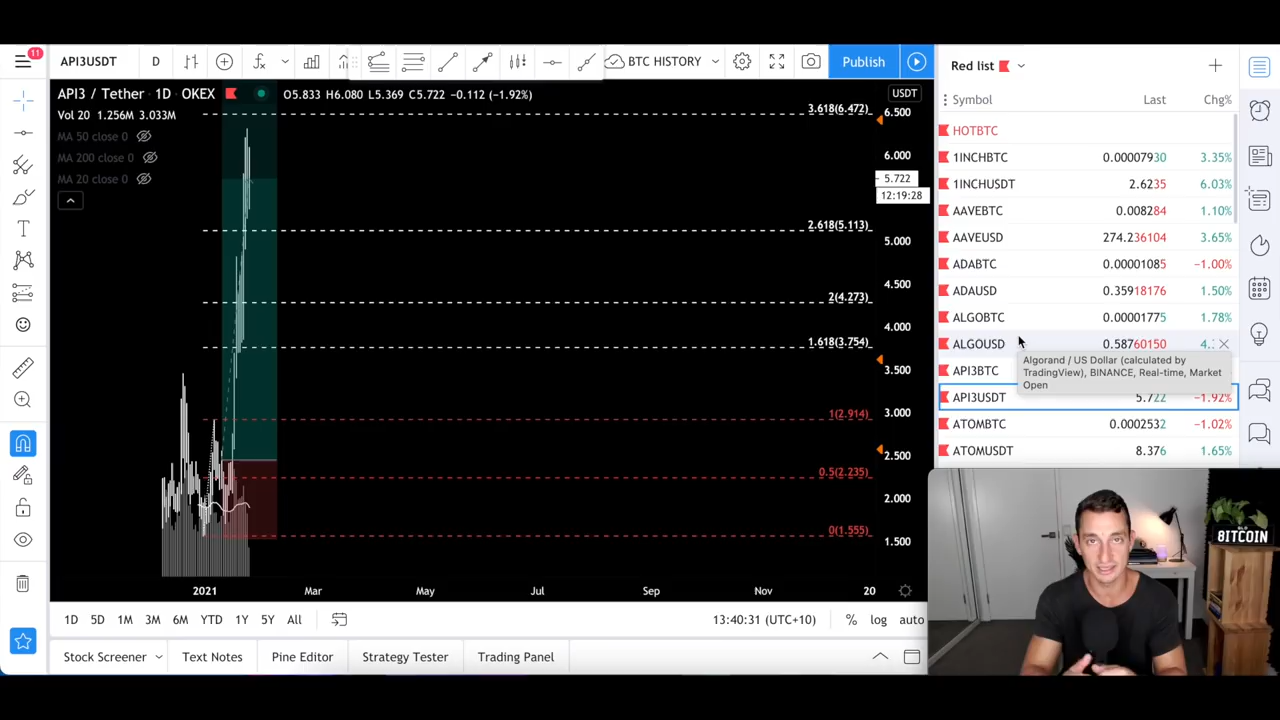 11
API3USDT
D
BTC HISTORY
Publish
API3 / Tether · 1D · OKEX
O5.833 H6.080 L5.369 C5.722 −0.112 (−1.92%)
Vol 20 1.256M 3.033M
MA 50 close 0
MA 200 close 0
MA 20 close 0
USDT
3.618(6.472)
2.618(5.113)
2(4.273)
1.618(3.754)
1(2.914)
0.5(2.235)
0(1.555)
6.500
6.000
5.722
12:19:28
5.000
4.500
4.000
3.500
3.000
2.500
2.000
1.500
2021 Mar May Jul Sep Nov 20
1D 5D 1M 3M 6M YTD 1Y 5Y All
13:40:31 (UTC+10) % log auto
Stock Screener Text Notes Pine Editor Strategy Tester Trading Panel
Red list
Symbol Last Chg%
HOTBTC
1INCHBTC 0.00007930 3.35%
1INCHUSDT 2.6235 6.03%
AAVEBTC 0.008284 1.10%
AAVEUSD 274.236104 3.65%
ADABTC 0.00001085 −1.00%
ADAUSD 0.35918176 1.50%
ALGOBTC 0.00001775 1.78%
ALGOUSD 0.58760150 4.
Algorand / US Dollar (calculated by
TradingView), BINANCE, Real-time, Market
Open
API3BTC
API3USDT 5.722 −1.92%
ATOMBTC 0.0002532 −1.02%
ATOMUSDT 8.376 1.65%
BITCOIN